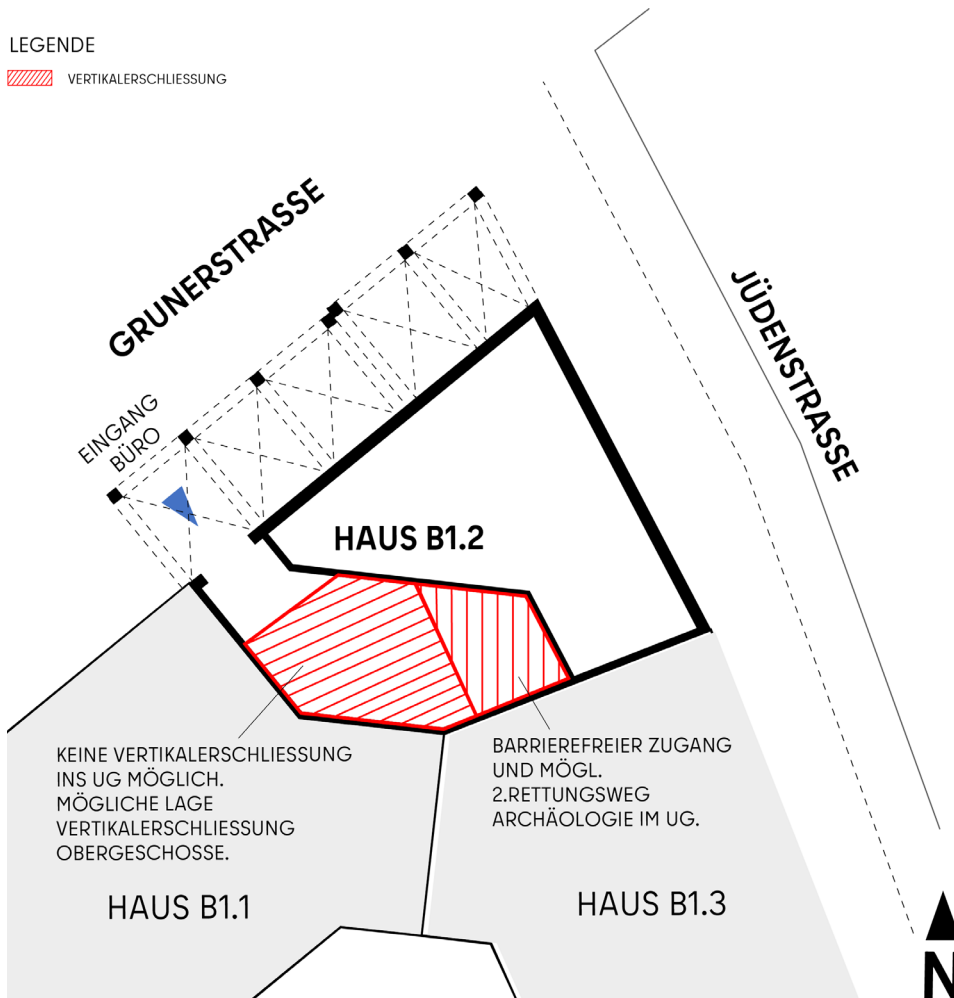 LEGENDE
VERTIKALERSCHLIESSUNG
GRUNERSTRASSE
JÜDENSTRASSE
EINGANG
BÜRO
HAUS B1.2
KEINE VERTIKALERSCHLIESSUNG
INS UG MÖGLICH.
MÖGLICHE LAGE
VERTIKALERSCHLIESSUNG
OBERGESCHOSSE.
BARRIEREFREIER ZUGANG
UND MÖGL.
2.RETTUNGSWEG
ARCHÄOLOGIE IM UG.
HAUS B1.1
HAUS B1.3
N